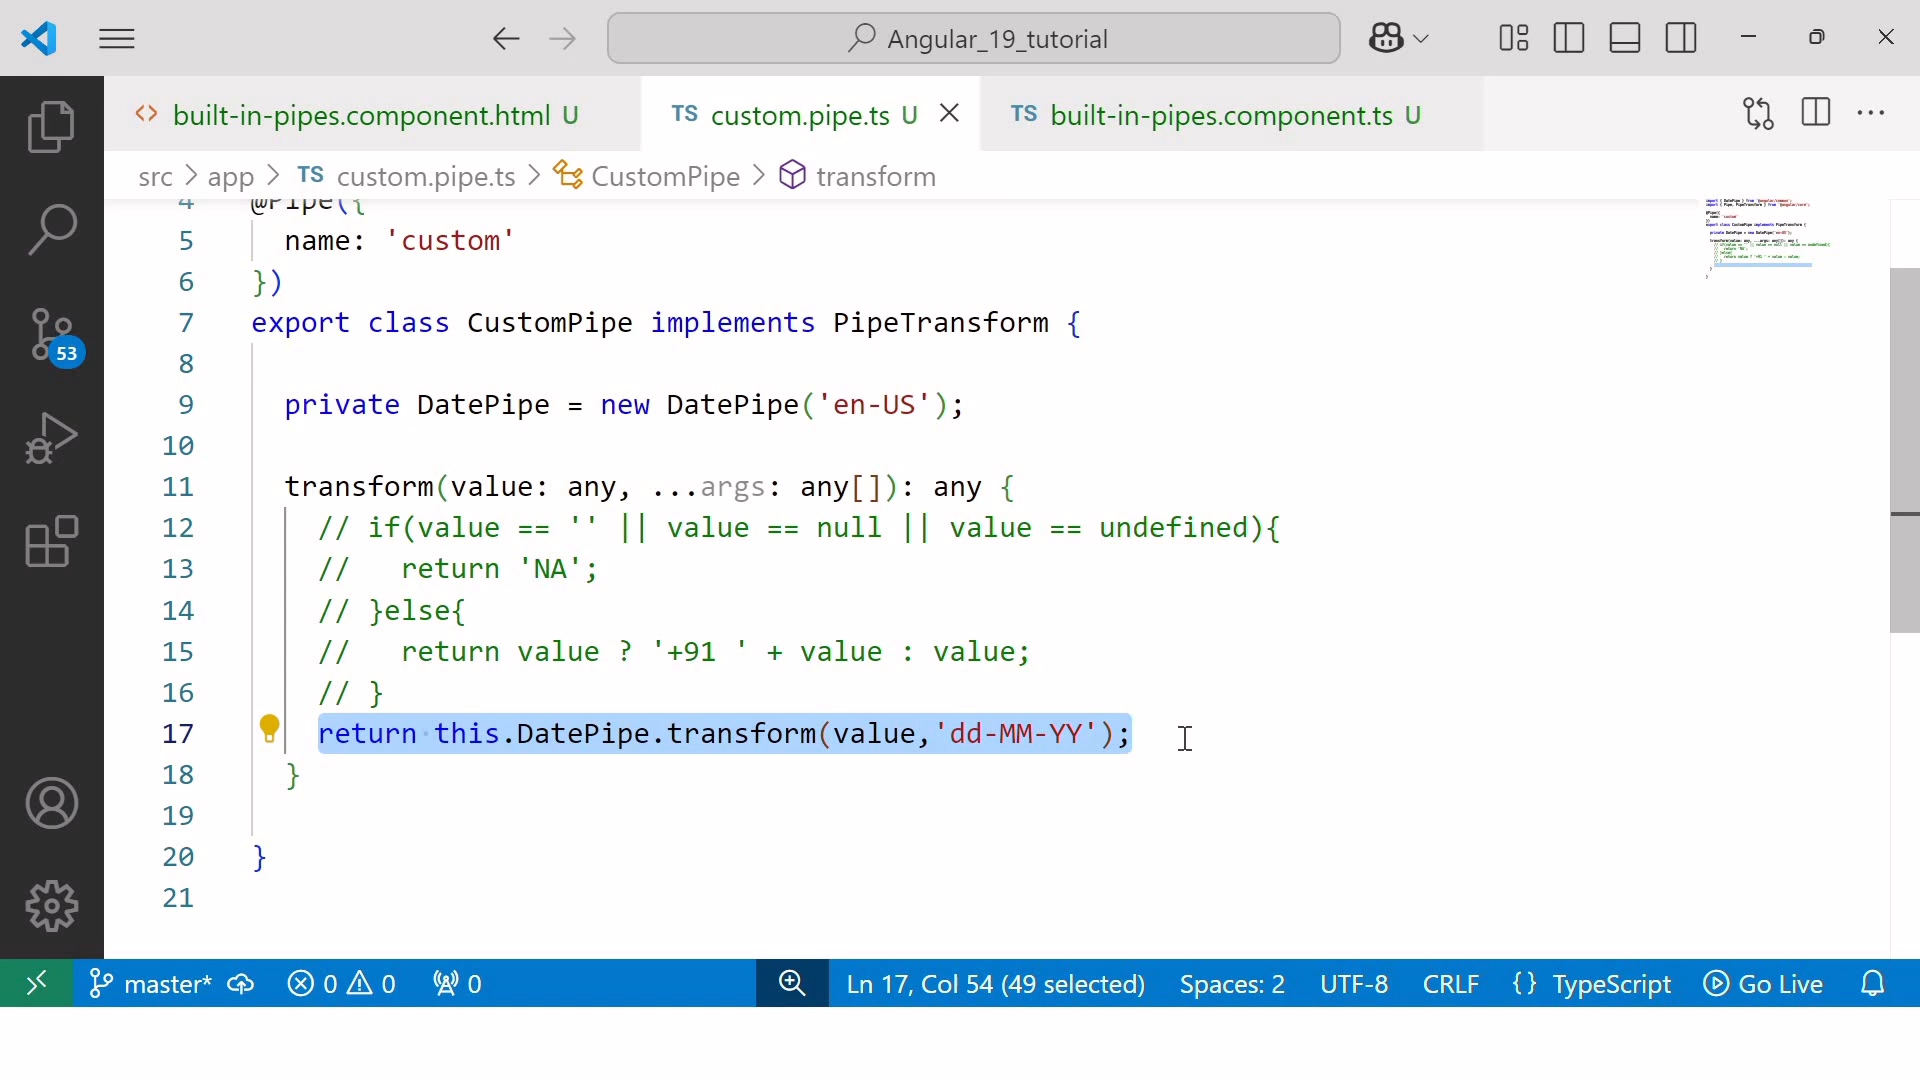 Angular_19_tutorial
built-in-pipes.component.html U
TS custom.pipe.ts U
TS built-in-pipes.component.ts U
src > app > TS custom.pipe.ts > CustomPipe > transform
4 @Pipe({
5 name: 'custom'
6 })
7 export class CustomPipe implements PipeTransform {
8
9 private DatePipe = new DatePipe('en-US');
10
11 transform(value: any, ...args: any[]): any {
12 // if(value == '' || value == null || value == undefined){
13 //   return 'NA';
14 // }else{
15 //   return value ? '+91 ' + value : value;
16 // }
17 return this.DatePipe.transform(value,'dd-MM-YY');
18 }
19
20 }
21
53
master* 0 0 0 Ln 17, Col 54 (49 selected) Spaces: 2 UTF-8 CRLF {} TypeScript Go Live